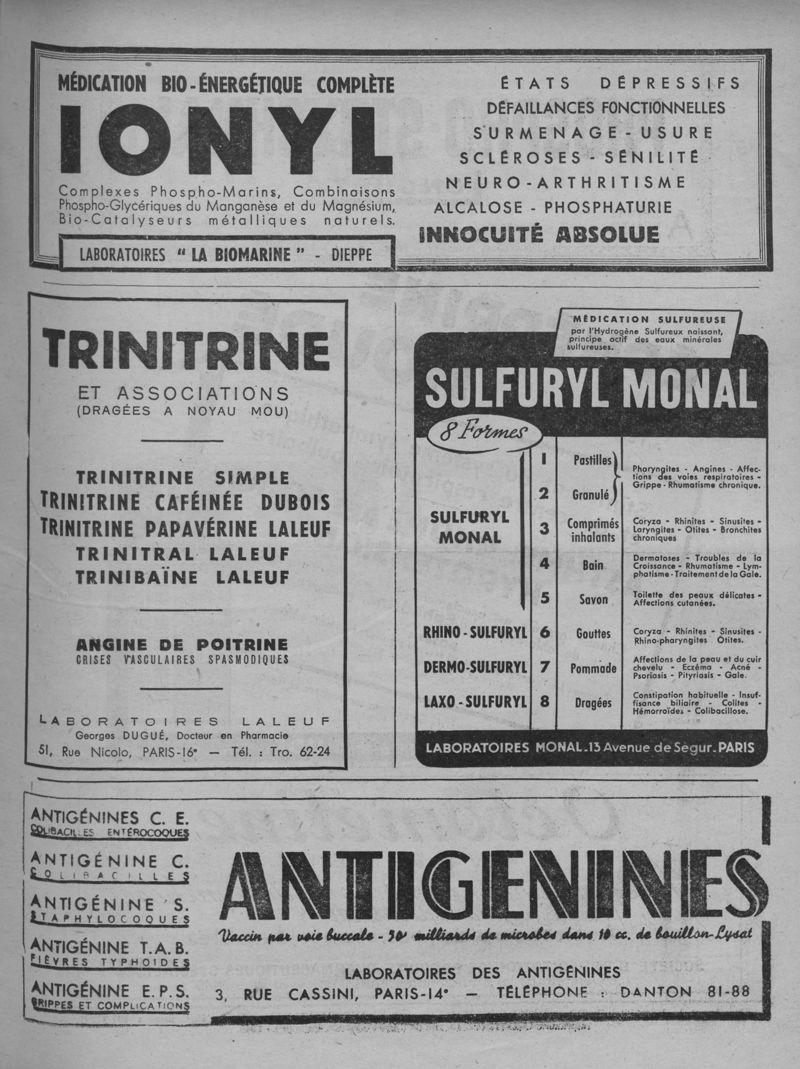 MÉDICATION BIO-ÉNERGÉTIQUE COMPLÈTE
IONYL
Complexes Phospho-Marins, Combinaisons
Phospho-Glycériques du Manganèse et du Magnésium,
Bio-Catalyseurs métalliques naturels.
LABORATOIRES "LA BIOMARINE" - DIEPPE
ÉTATS DÉPRESSIFS
DÉFAILLANCES FONCTIONNELLES
SURMENAGE - USURE
SCLÉROSES - SÉNILITÉ
NEURO-ARTHRITISME
ALCALOSE - PHOSPHATURIE
INNOCUITÉ ABSOLUE
TRINITRINE
ET ASSOCIATIONS
(DRAGÉES A NOYAU MOU)
TRINITRINE SIMPLE
TRINITRINE CAFÉINÉE DUBOIS
TRINITRINE PAPAVÉRINE LALEUF
TRINITRAL LALEUF
TRINIBAÏNE LALEUF
ANGINE DE POITRINE
CRISES VASCULAIRES SPASMODIQUES
LABORATOIRES LALEUF
Georges DUGUÉ, Docteur en Pharmacie
51, Rue Nicolo, PARIS-16e — Tél. : Tro. 62-24
MÉDICATION SULFUREUSE
par l'Hydrogène Sulfureux naissant,
principe actif des eaux minérales
sulfureuses.
SULFURYL MONAL
8 Formes
SULFURYL
MONAL
1 Pastilles
2 Granulé
Pharyngites - Angines - Affec-
tions des voies respiratoires -
Grippe - Rhumatisme chronique.
3 Comprimés
inhalants
Coryza - Rhinites - Sinusites -
Laryngites - Otites - Bronchites
chroniques
4 Bain
Dermatoses - Troubles de la
Croissance - Rhumatisme - Lym-
phatisme - Traitement de la Gale.
5 Savon
Toilette des peaux délicates -
Affections cutanées.
RHINO-SULFURYL 6 Gouttes
Coryza - Rhinites - Sinusites -
Rhino-pharyngites Otites.
DERMO-SULFURYL 7 Pommade
Affections de la peau et du cuir
chevelu - Eczéma - Acné -
Psoriasis - Pityriasis - Gale.
LAXO-SULFURYL 8 Dragées
Constipation habituelle - Insuf-
fisance biliaire - Colites -
Hémorroïdes - Colibacillose.
LABORATOIRES MONAL.13 Avenue de Ségur.PARIS
ANTIGÉNINES C. E.
COLIBACILLES ENTÉROCOQUES
ANTIGÉNINE C.
COLIBACILLES
ANTIGÉNINE S.
STAPHYLOCOQUES
ANTIGÉNINE T.A.B.
FIÈVRES TYPHOIDES
ANTIGÉNINE E.P.S.
GRIPPES ET COMPLICATIONS
ANTIGENINES
Vaccin par voie buccale - 50 milliards de microbes dans 10 cc. de bouillon-Lysat
LABORATOIRES DES ANTIGÉNINES
3, RUE CASSINI, PARIS-14e — TÉLÉPHONE : DANTON 81-88